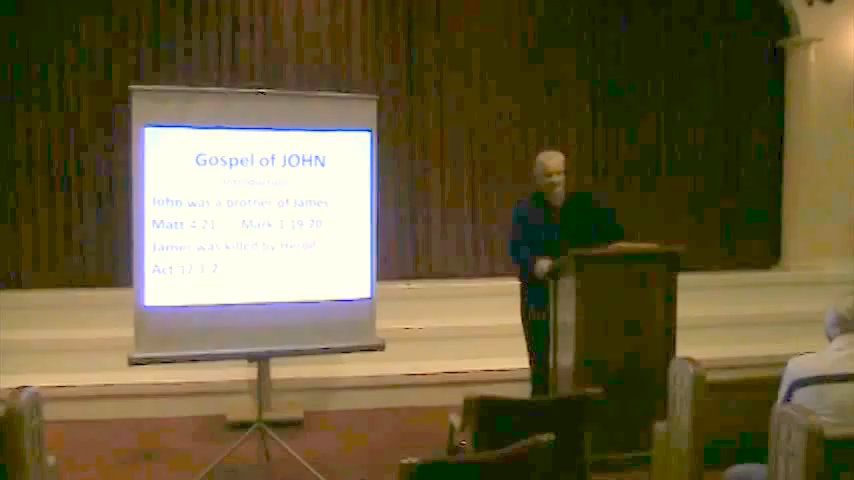 Gospel of JOHN
Introduction
John was a brother of James
Matt 4:21 Mark 1:19-20
James was killed by Herod
Act 12:1-2